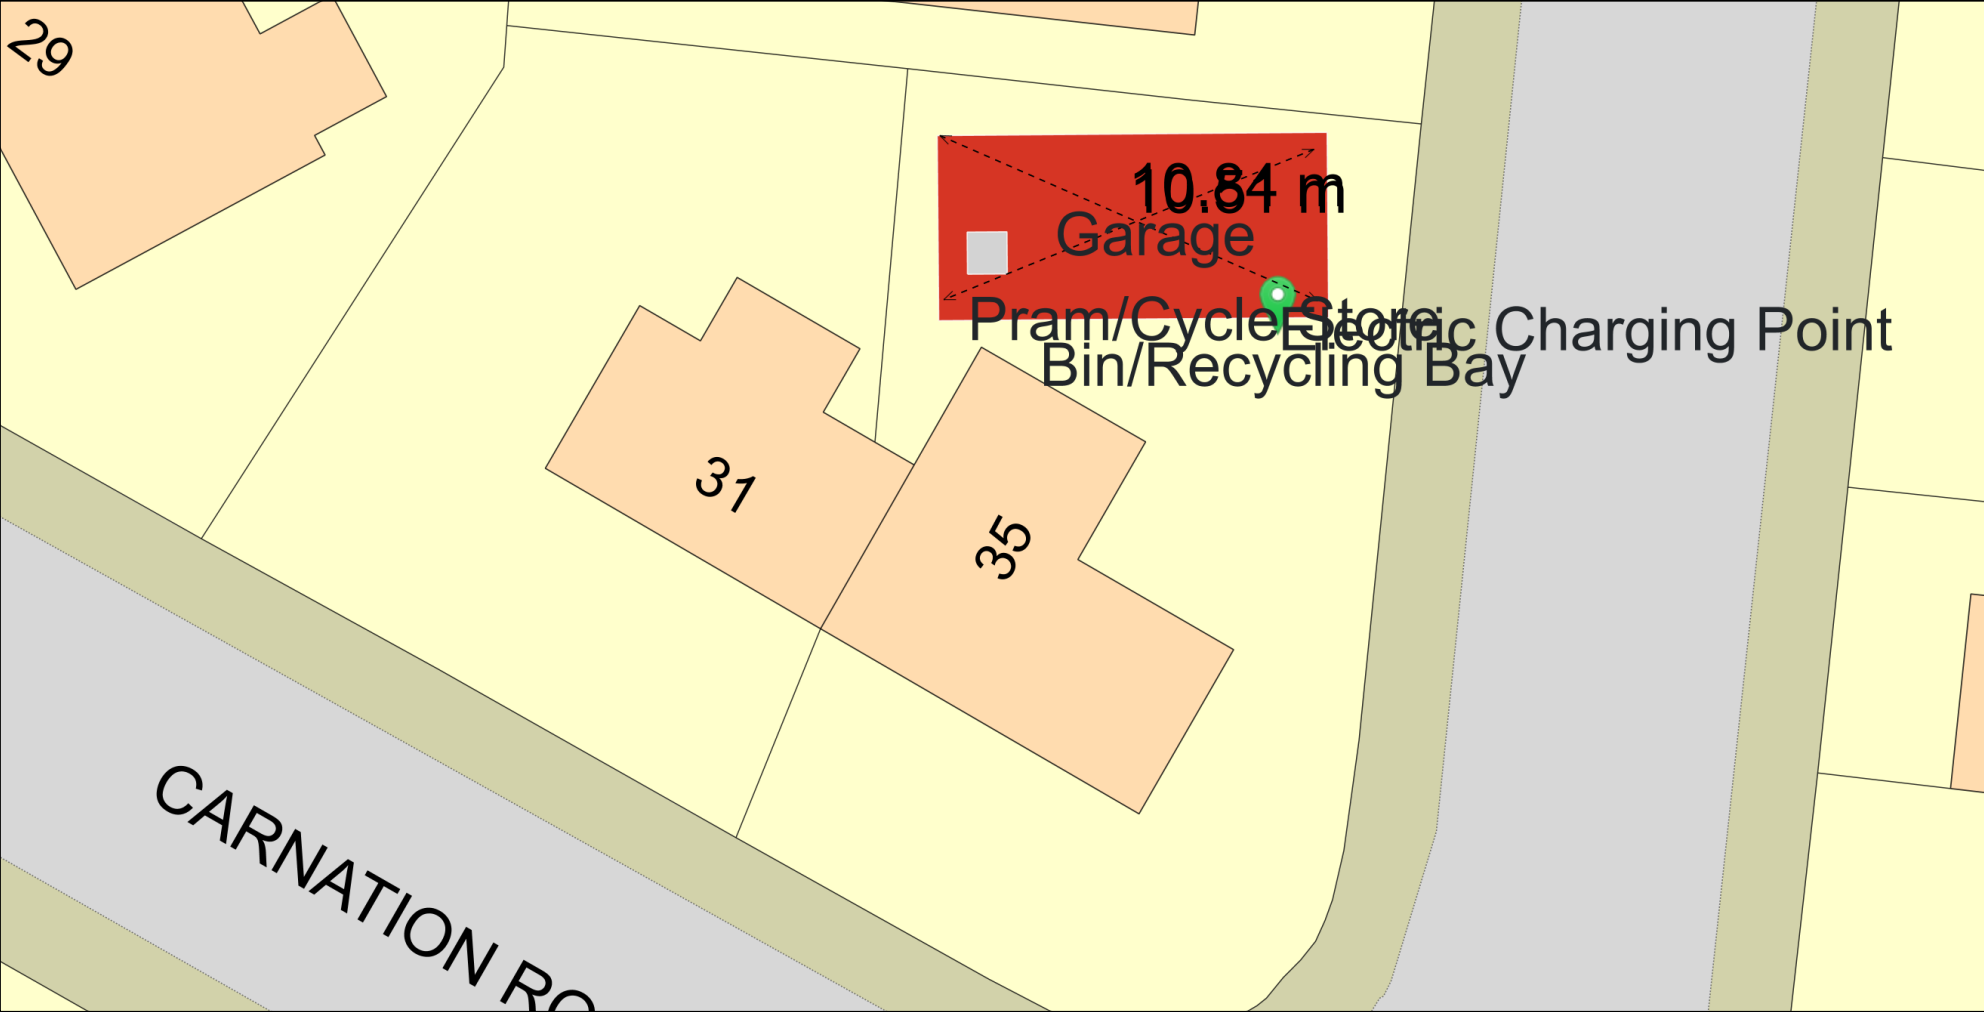 29
10.84 m
Garage
Pram/Cycle Store
Electric Charging Point
Bin/Recycling Bay
31
35
CARNATION RO